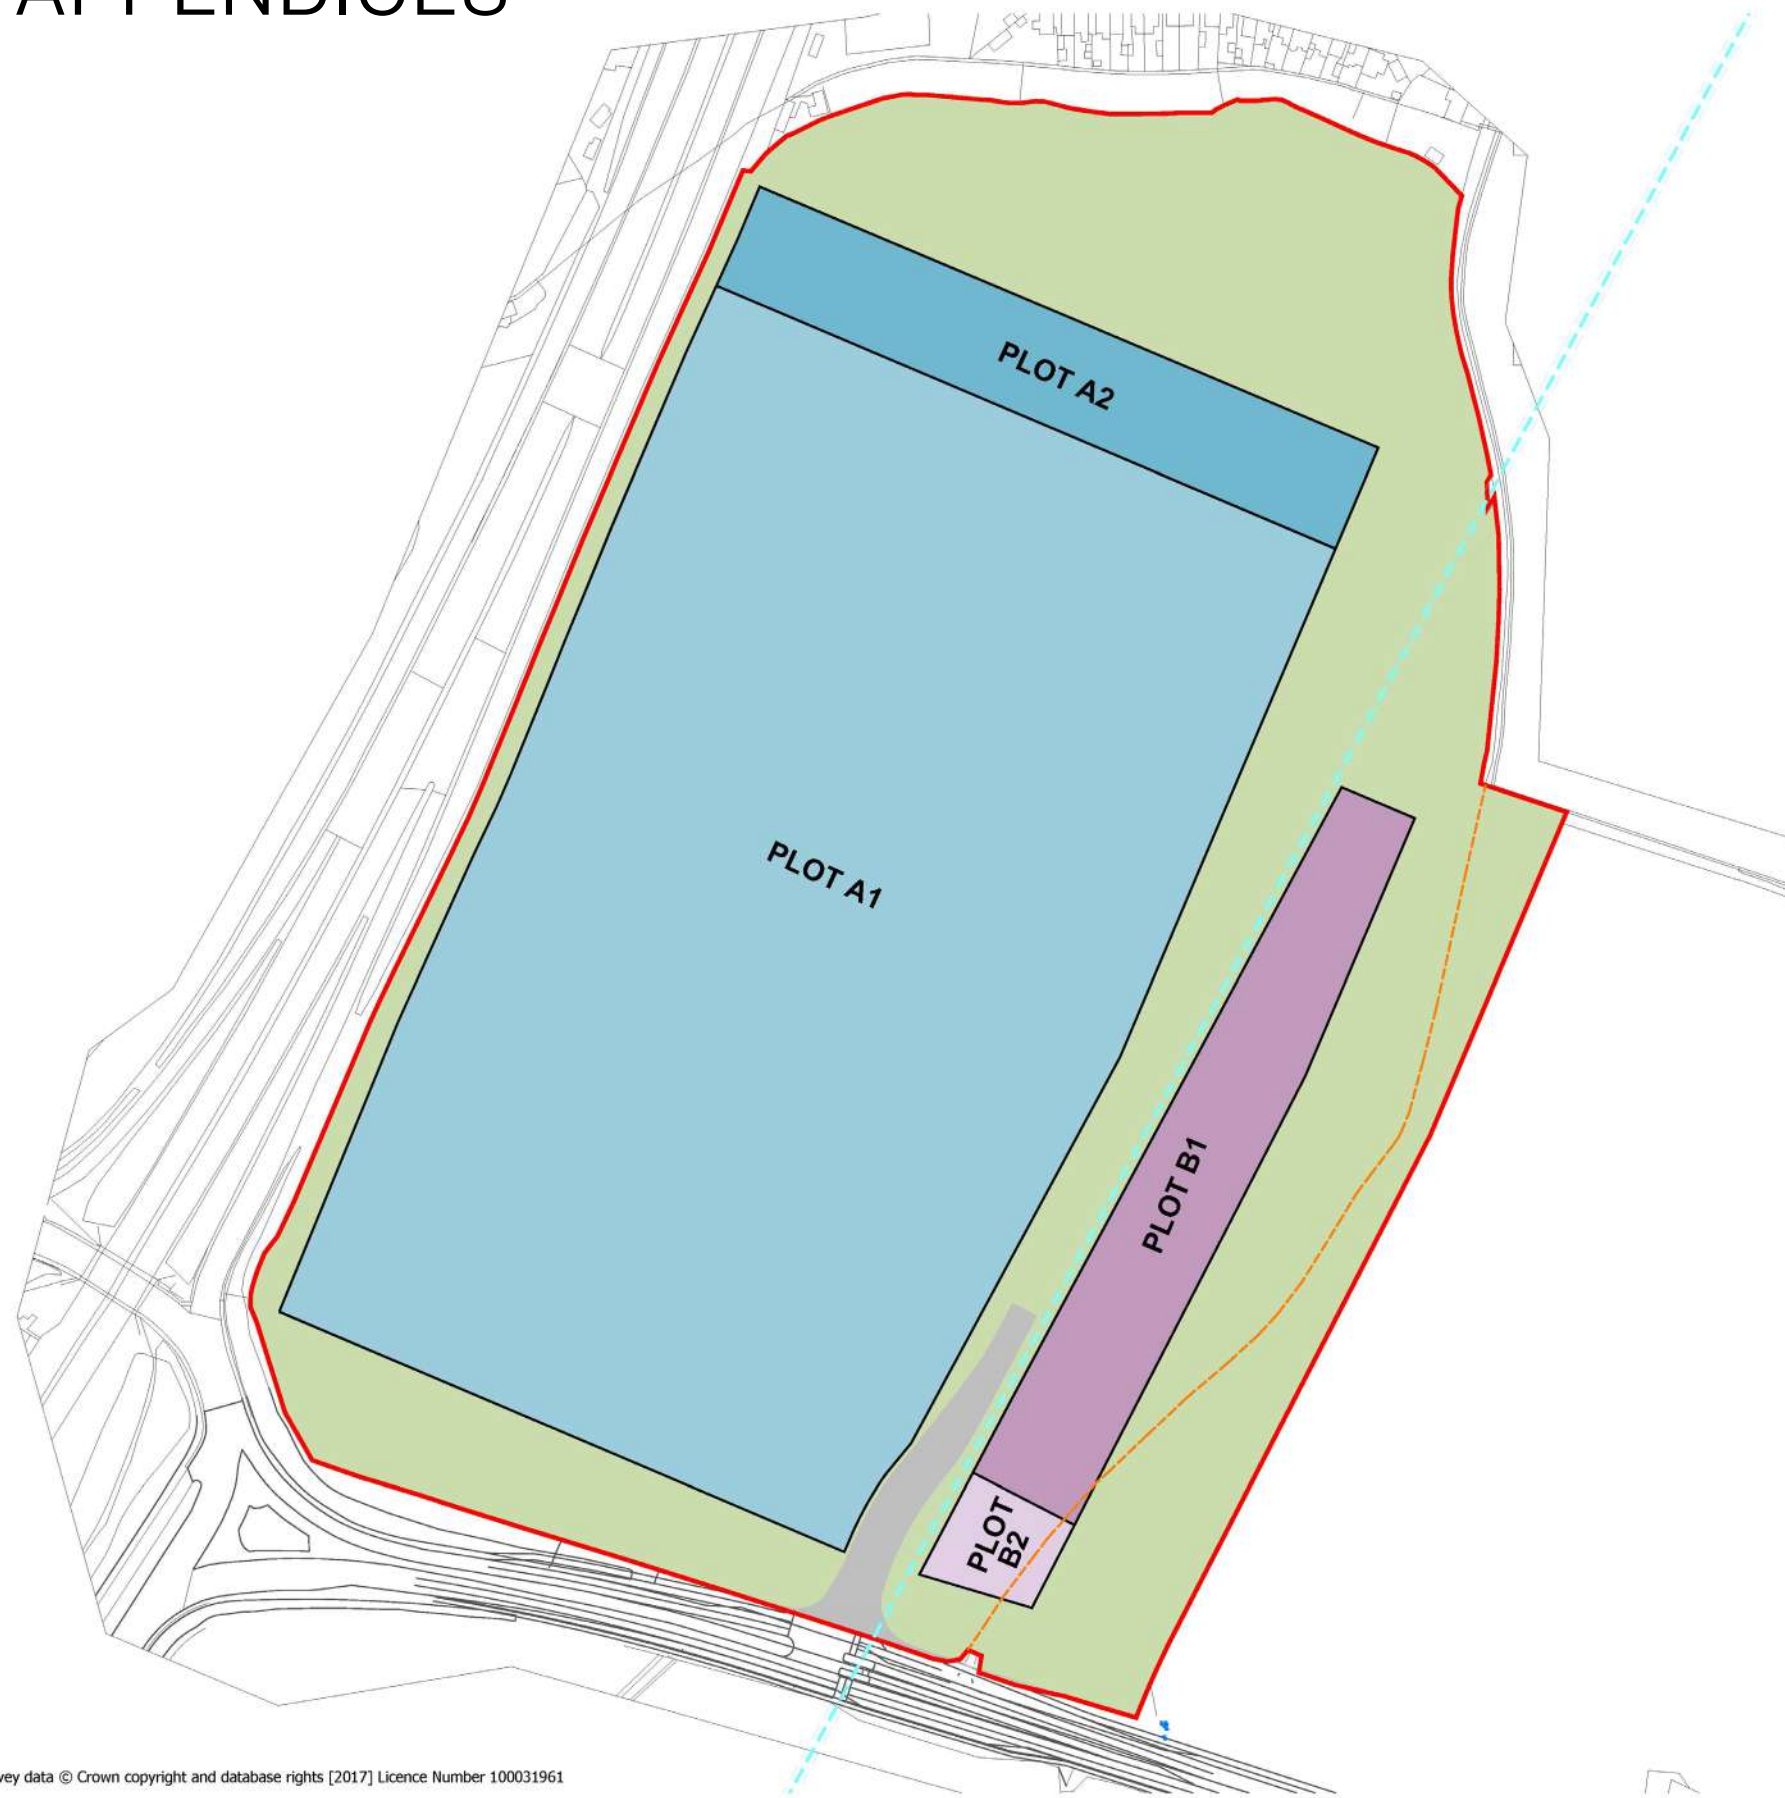 APPENDICES
PLOT A2
PLOT A1
PLOT B1
PLOT
B2
vey data © Crown copyright and database rights [2017] Licence Number 100031961